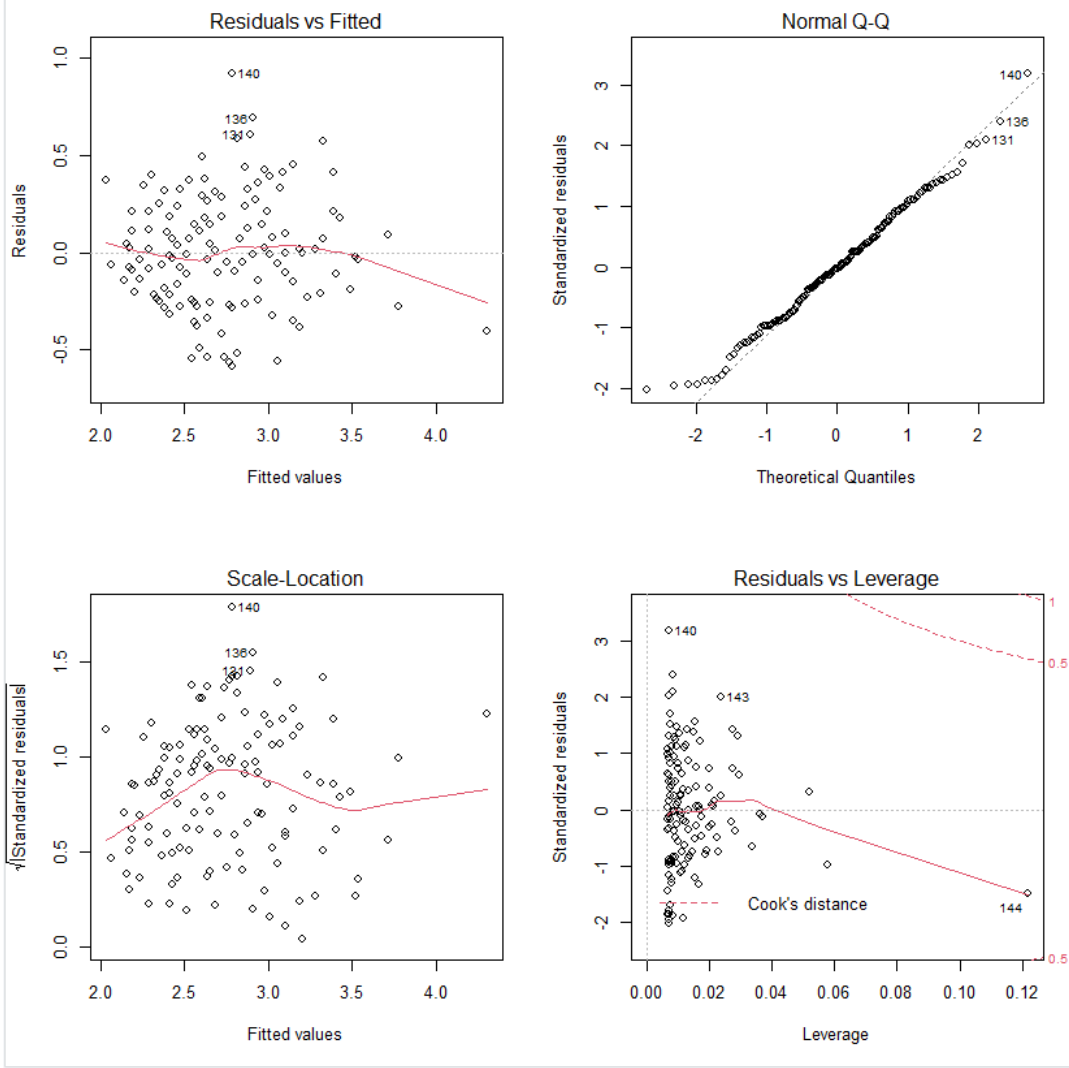 Residuals vs Fitted
Residuals
1.0
0.5
0.0
-0.5
140
136
131
2.0 2.5 3.0 3.5 4.0
Fitted values
Normal Q-Q
Standardized residuals
3
2
1
0
-1
-2
140
136
131
-2 -1 0 1 2
Theoretical Quantiles
Scale-Location
√|Standardized residuals|
1.5
1.0
0.5
0.0
140
136
131
2.0 2.5 3.0 3.5 4.0
Fitted values
Residuals vs Leverage
Standardized residuals
3
2
1
0
-1
-2
140
143
144
1
0.5
0.5
Cook's distance
0.00 0.02 0.04 0.06 0.08 0.10 0.12
Leverage